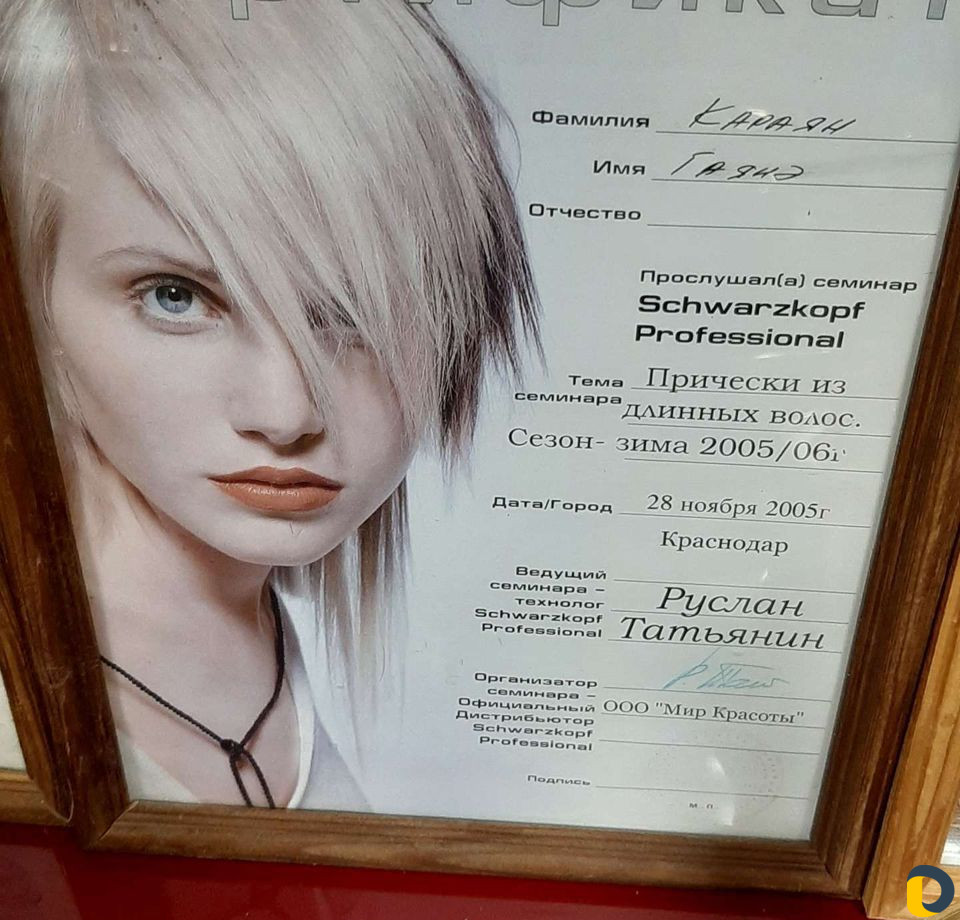 Фамилия Караян
Имя Гаянэ
Отчество
Прослушал(а) семинар
Schwarzkopf
Professional
Тема семинара Прически из
длинных волос.
Сезон- зима 2005/06г
Дата/Город 28 ноября 2005г
Краснодар
Ведущий
семинара –
технолог
Schwarzkopf
Professional
Руслан
Татьянин
Организатор
семинара –
Официальный
Дистрибьютор
Schwarzkopf
Professional
ООО "Мир Красоты"
Подпись
м.п.